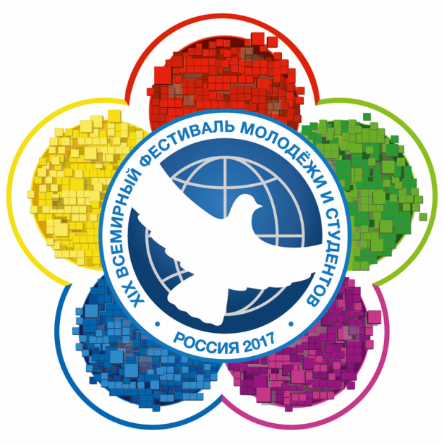 XIX ВСЕМИРНЫЙ ФЕСТИВАЛЬ МОЛОДЁЖИ И СТУДЕНТОВ
• РОССИЯ 2017 •